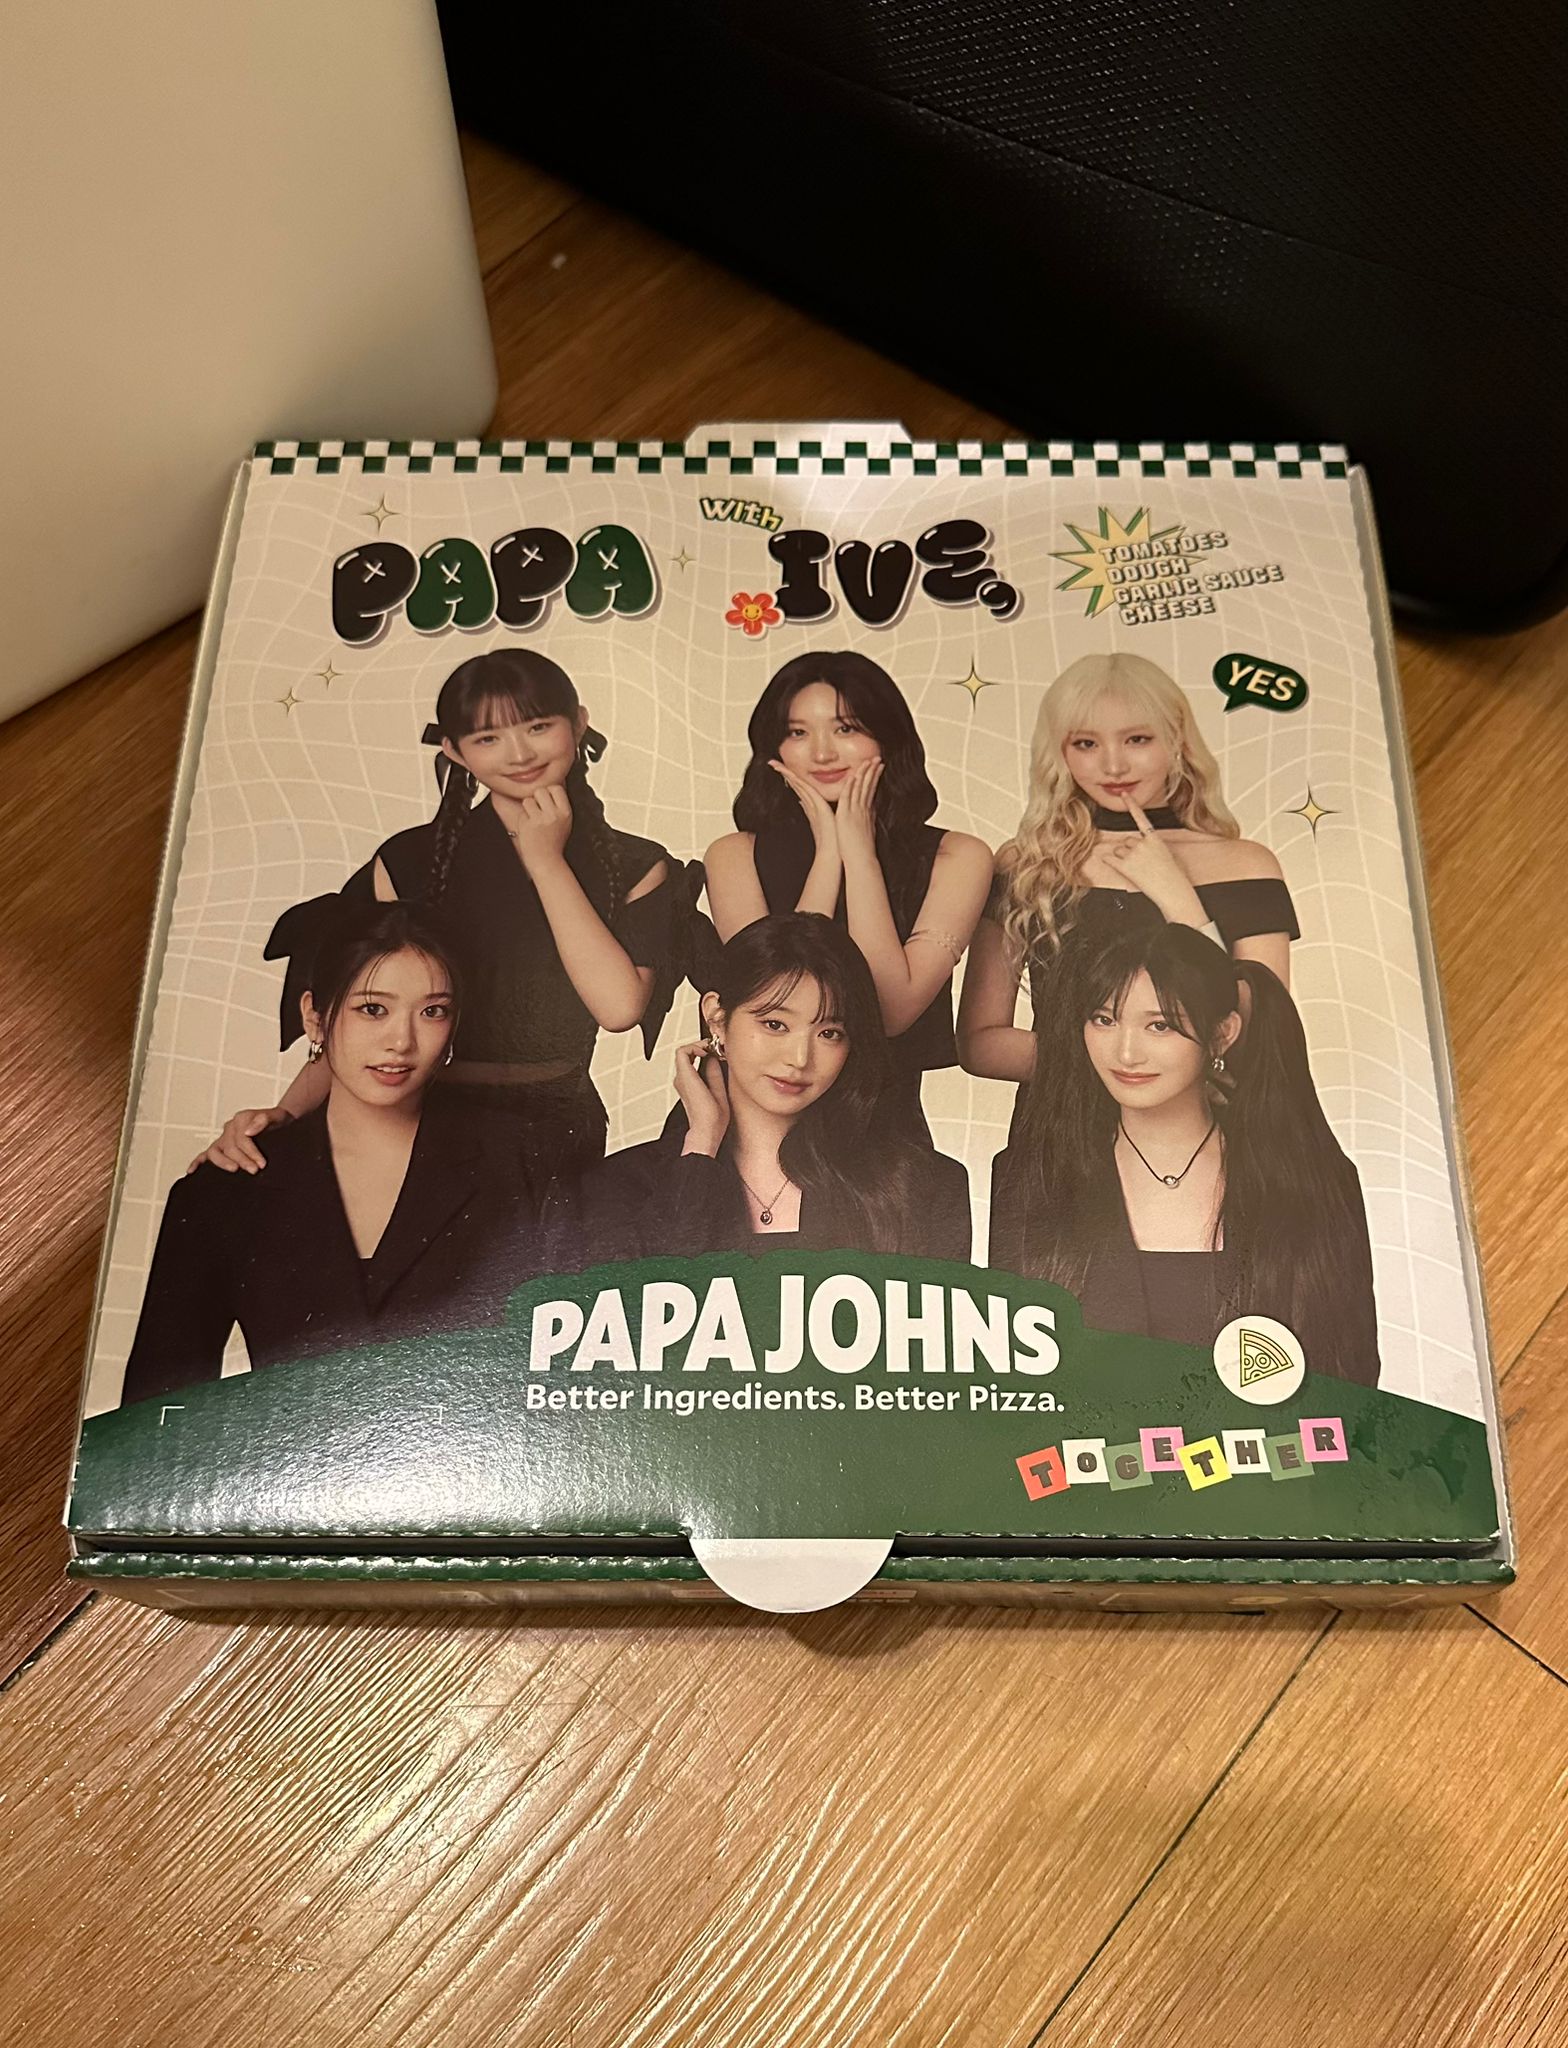 with
PAPA IVE,
TOMATOES
DOUGH
GARLIC SAUCE
CHEESE
YES
PAPA JOHNS
Better Ingredients. Better Pizza.
TOGETHER